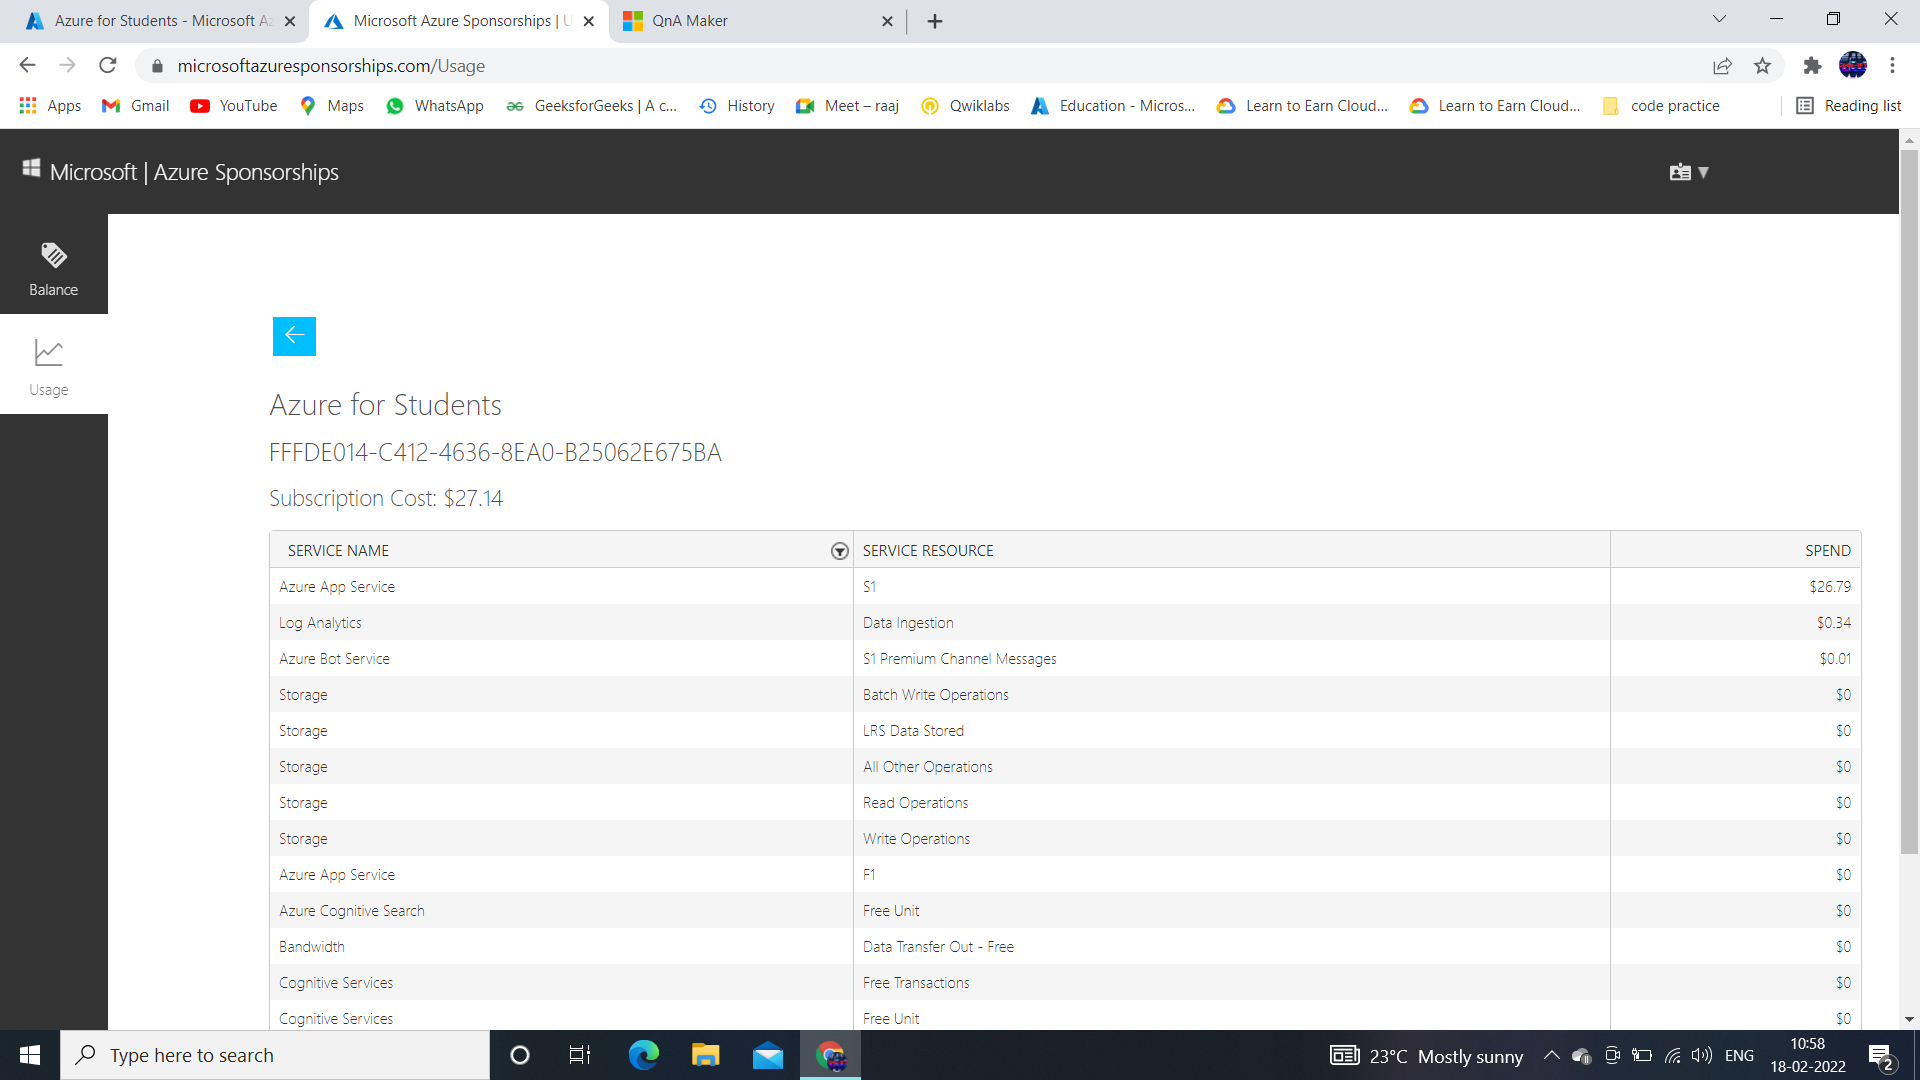 Azure for Students - Microsoft Az
Microsoft Azure Sponsorships | U
QnA Maker
microsoftazuresponsorships.com/Usage
Apps
Gmail
YouTube
Maps
WhatsApp
GeeksforGeeks | A c...
History
Meet – raaj
Qwiklabs
Education - Micros...
Learn to Earn Cloud...
Learn to Earn Cloud...
code practice
Reading list
Microsoft | Azure Sponsorships
Balance
Usage
Azure for Students
FFFDE014-C412-4636-8EA0-B25062E675BA
Subscription Cost: $27.14
SERVICE NAME SERVICE RESOURCE SPEND
Azure App Service S1 $26.79
Log Analytics Data Ingestion $0.34
Azure Bot Service S1 Premium Channel Messages $0.01
Storage Batch Write Operations $0
Storage LRS Data Stored $0
Storage All Other Operations $0
Storage Read Operations $0
Storage Write Operations $0
Azure App Service F1 $0
Azure Cognitive Search Free Unit $0
Bandwidth Data Transfer Out - Free $0
Cognitive Services Free Transactions $0
Cognitive Services Free Unit $0
Type here to search
23°C Mostly sunny
ENG
10:58
18-02-2022
2